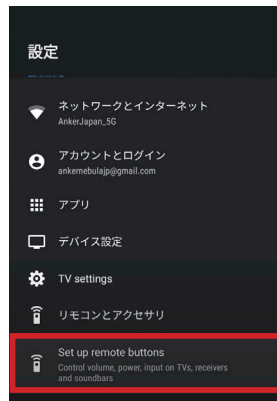 設定
ネットワークとインターネット
AnkerJapan_5G
アカウントとログイン
ankernebulajp@gmail.com
アプリ
デバイス設定
TV settings
リモコンとアクセサリ
Set up remote buttons
Control volume, power, input on TVs, receivers
and soundbars